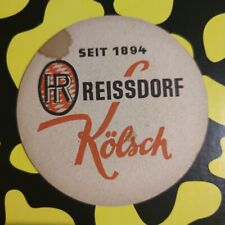 SEIT 1894
HR REISSDORF
Kölsch